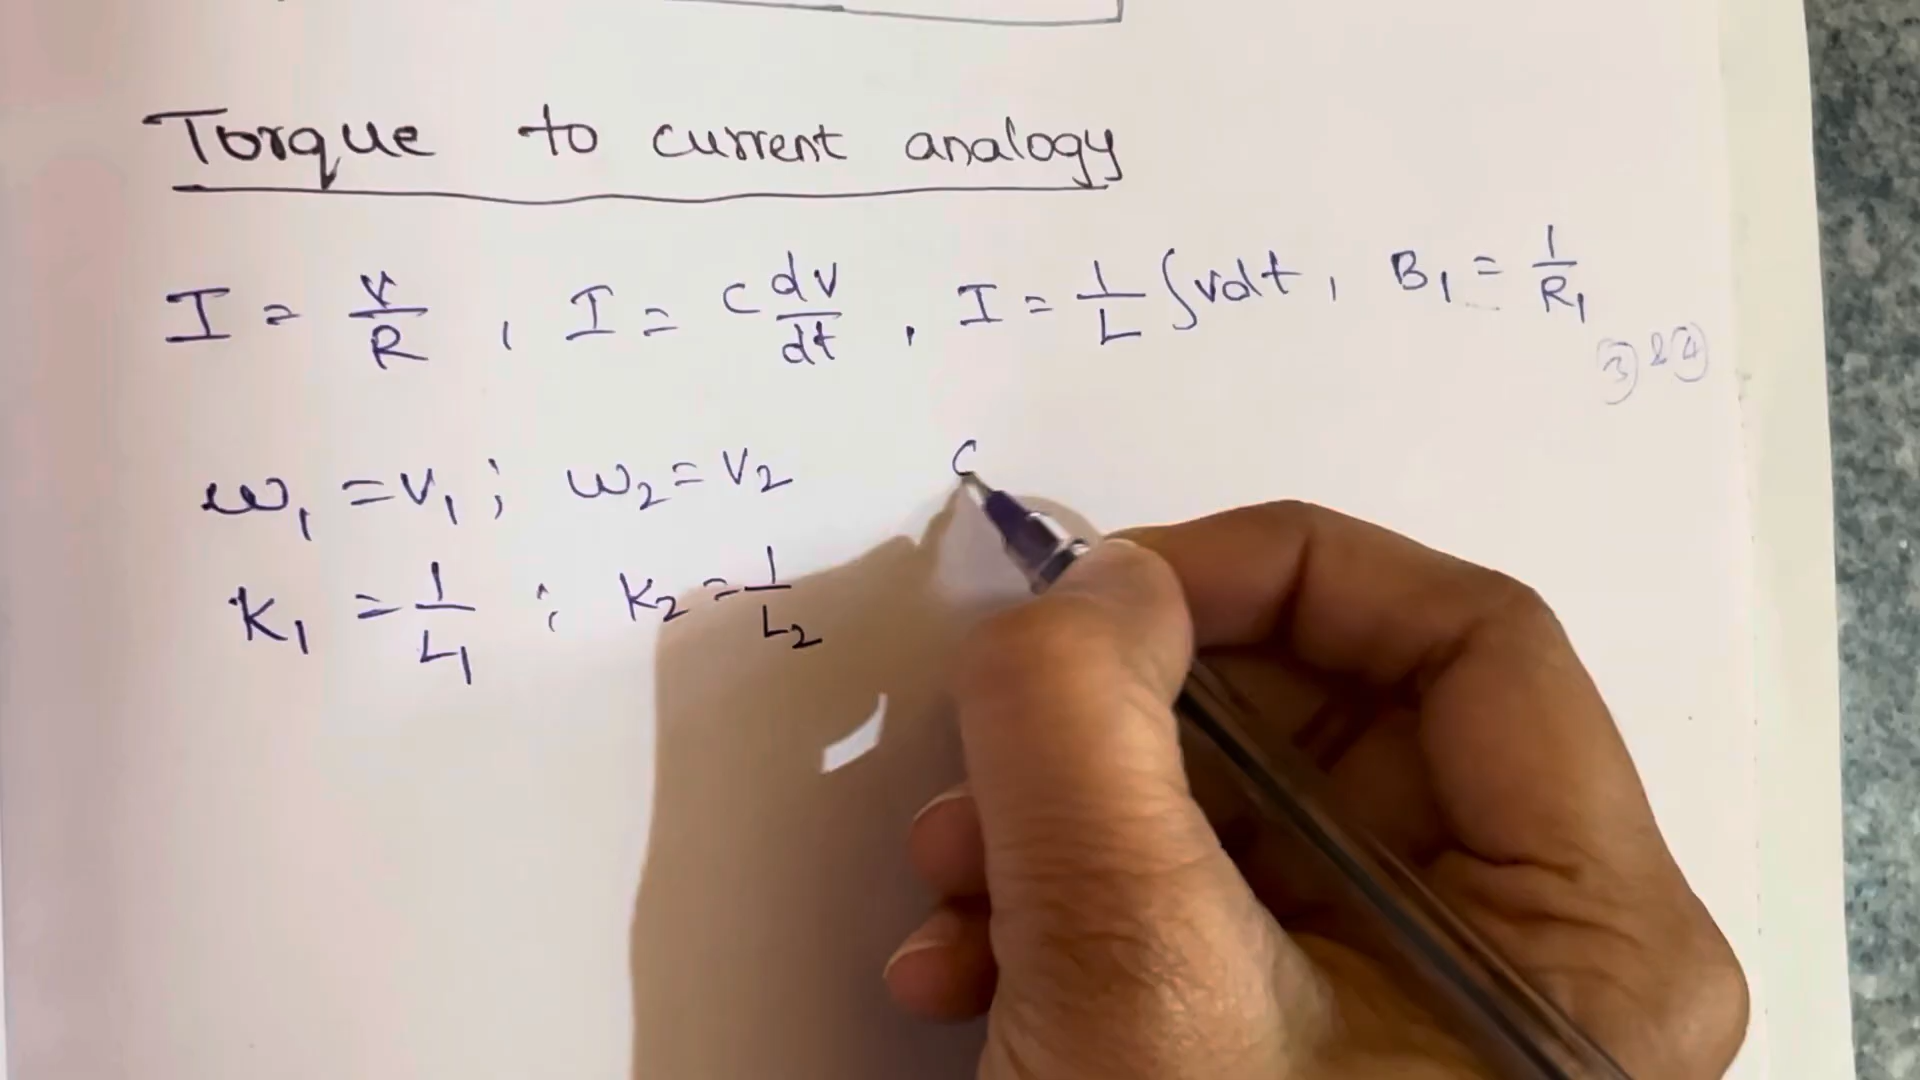 Torque to current analogy
I = V/R , I = C dv/dt , I = 1/L ∫vdt , B₁ = 1/R₁
③ & ④
ω₁ = V₁ ; ω₂ = V₂ C
K₁ = 1/L₁ ; K₂ = 1/L₂